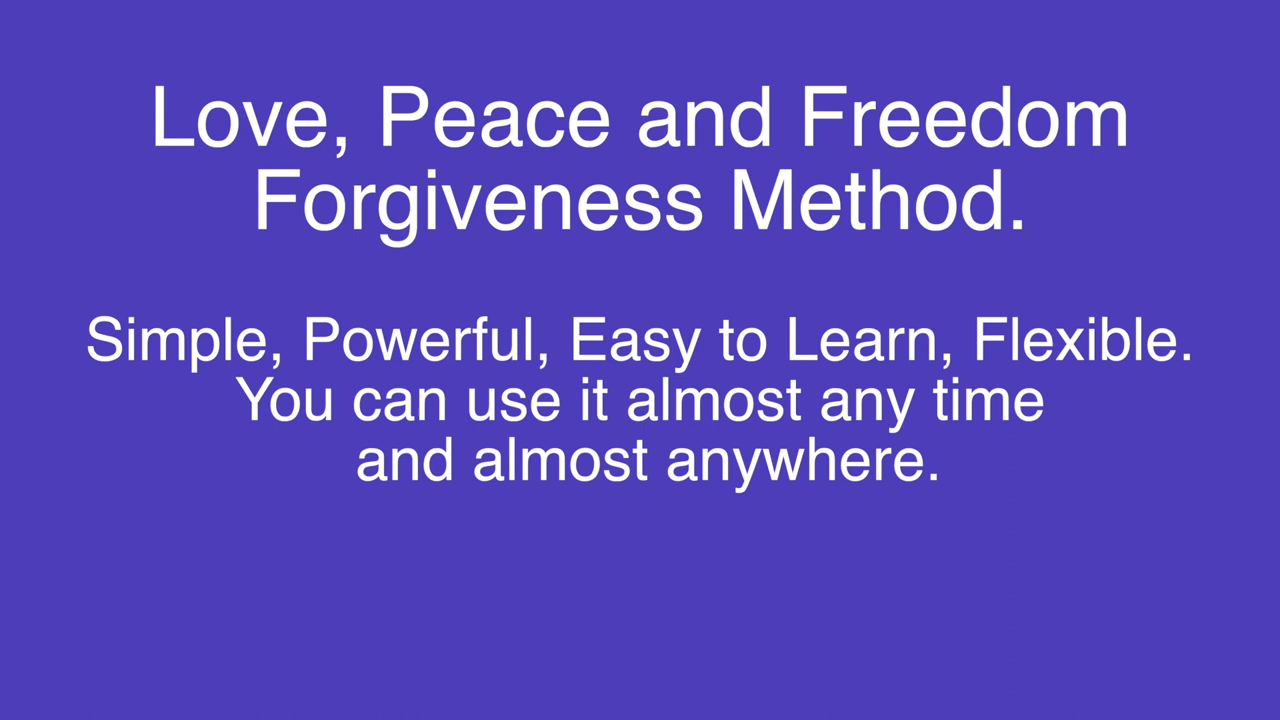 Love, Peace and Freedom
Forgiveness Method.
Simple, Powerful, Easy to Learn, Flexible.
You can use it almost any time
and almost anywhere.